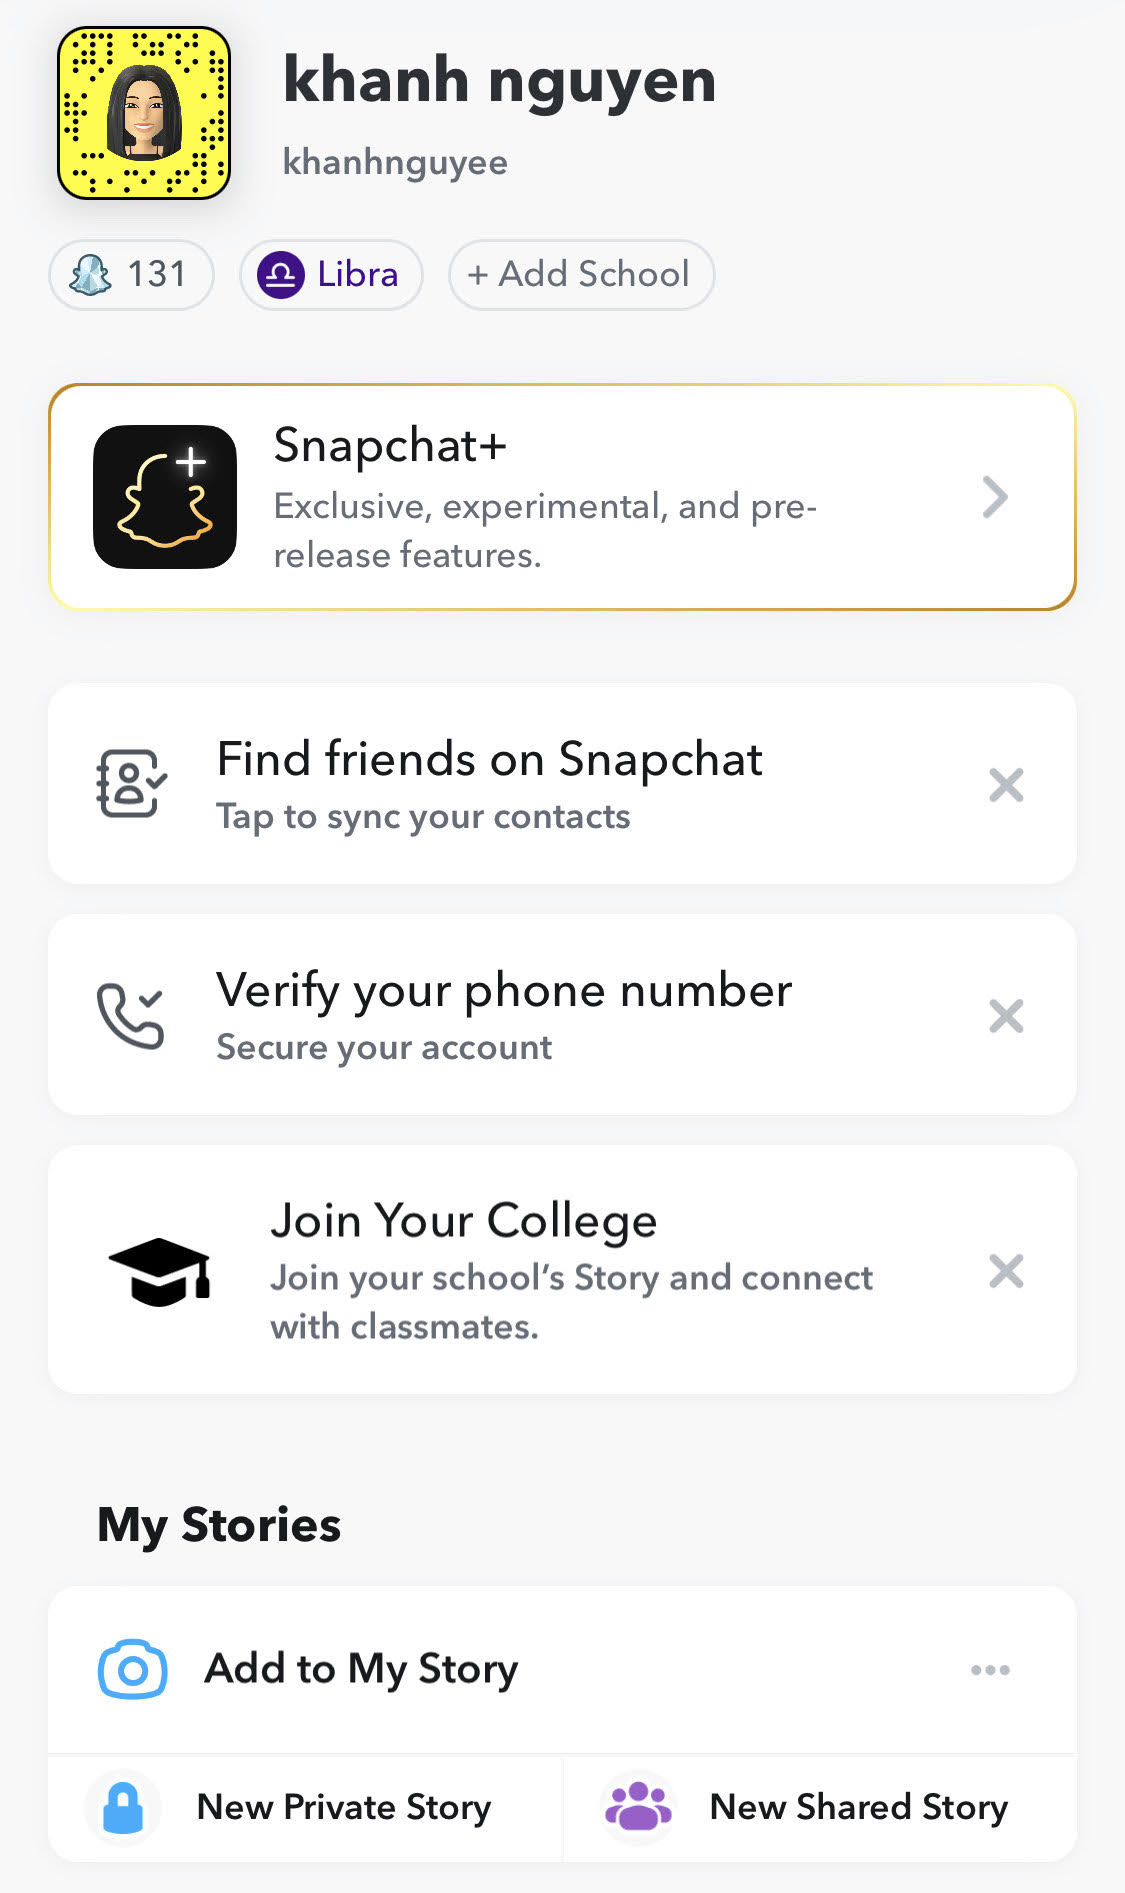 khanh nguyen
khanhnguyee
131
Libra
+ Add School
Snapchat+
Exclusive, experimental, and pre-
release features.
Find friends on Snapchat
Tap to sync your contacts
Verify your phone number
Secure your account
Join Your College
Join your school’s Story and connect
with classmates.
My Stories
Add to My Story
New Private Story
New Shared Story